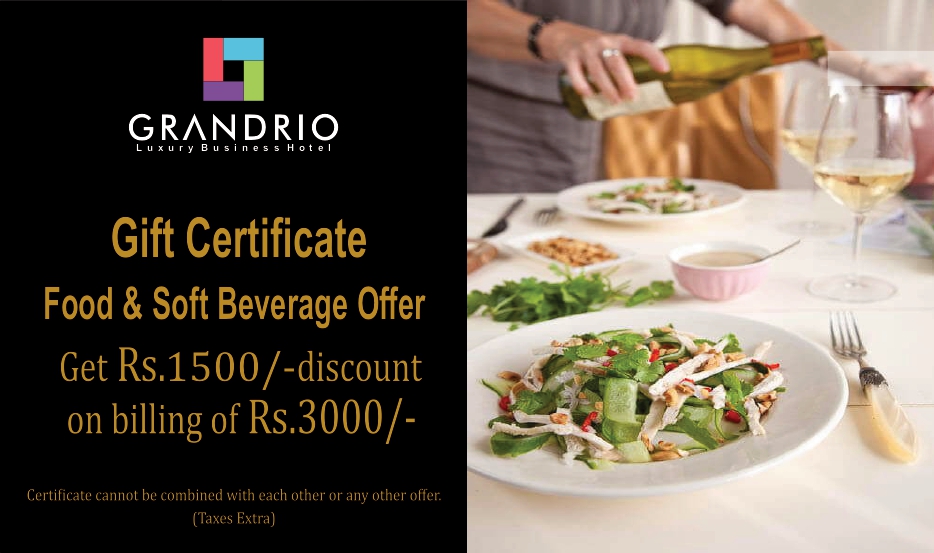 GRANDRIO
Luxury Business Hotel
Gift Certificate
Food & Soft Beverage Offer
Get Rs.1500/-discount
on billing of Rs.3000/-
Certificate cannot be combined with each other or any other offer.
(Taxes Extra)